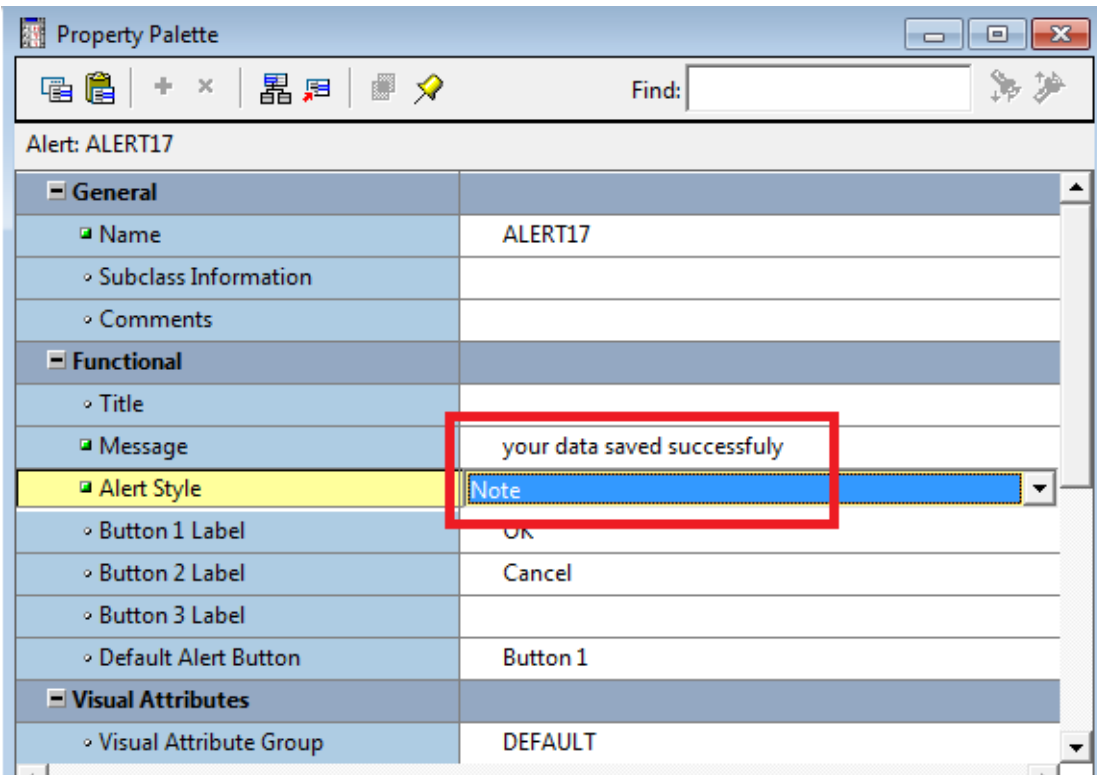 Property Palette
Find:
Alert: ALERT17
General
Name ALERT17
Subclass Information
Comments
Functional
Title
Message your data saved successfuly
Alert Style Note
Button 1 Label OK
Button 2 Label Cancel
Button 3 Label
Default Alert Button Button 1
Visual Attributes
Visual Attribute Group DEFAULT